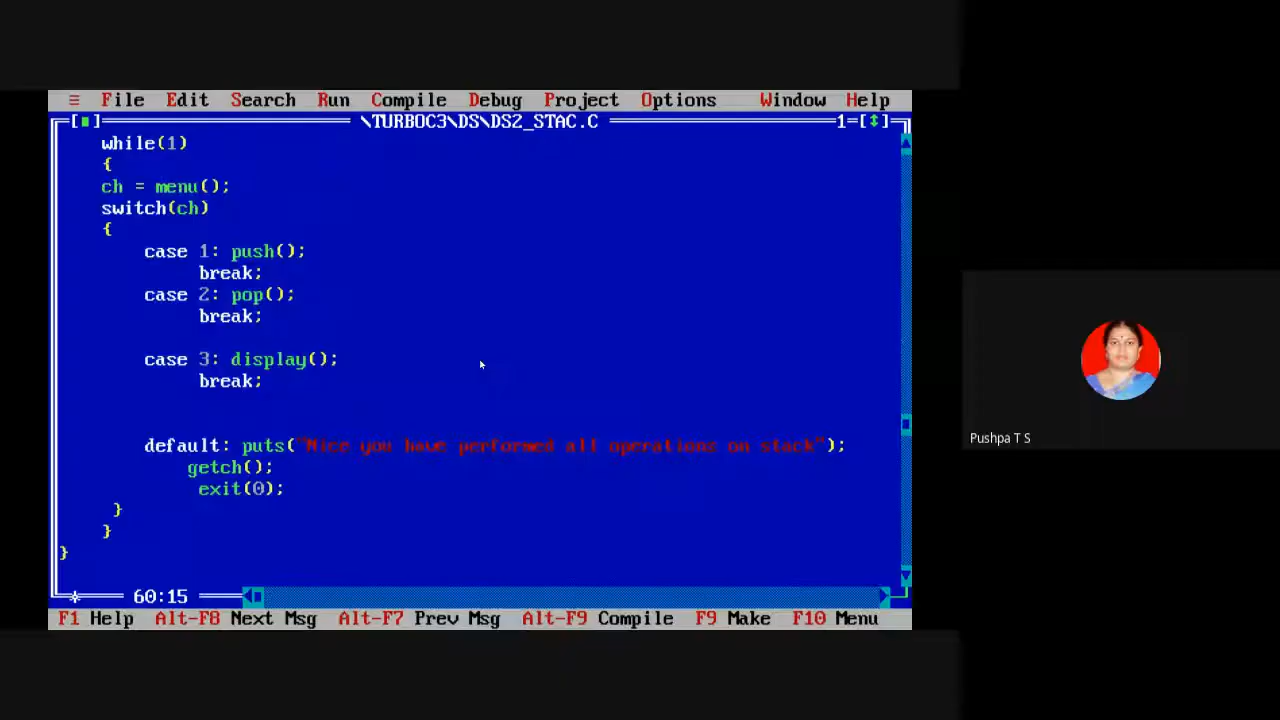 ≡ File Edit Search Run Compile Debug Project Options Window Help
[■] \TURBOC3\DS\DS2_STAC.C 1=[↕]
while(1)
{
ch = menu();
switch(ch)
{
case 1: push();
break;
case 2: pop();
break;
case 3: display();
break;
default: puts("Nice you have performed all operations on stack");
getch();
exit(0);
}
}
}
60:15
F1 Help Alt-F8 Next Msg Alt-F7 Prev Msg Alt-F9 Compile F9 Make F10 Menu
Pushpa T S